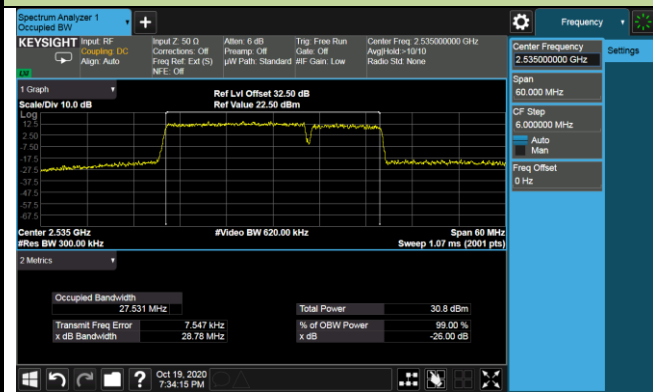 Spectrum Analyzer 1
Occupied BW
Frequency
KEYSIGHT
Input: RF
Coupling: DC
Align: Auto
Input Z: 50 Ω
Corrections: Off
Freq Ref: Ext (S)
NFE: Off
Atten: 6 dB
Preamp: Off
µW Path: Standard
Trig: Free Run
Gate: Off
#IF Gain: Low
Center Freq: 2.535000000 GHz
Avg|Hold:>10/10
Radio Std: None
Center Frequency
2.535000000 GHz
Settings
Span
60.000 MHz
CF Step
6.000000 MHz
Auto
Man
Freq Offset
0 Hz
1 Graph
Scale/Div 10.0 dB
Ref Lvl Offset 32.50 dB
Ref Value 22.50 dBm
Log
12.5
2.50
-7.50
-17.5
-27.5
-37.5
-47.5
-57.5
-67.5
Center 2.535 GHz
#Res BW 300.00 kHz
#Video BW 620.00 kHz
Span 60 MHz
Sweep 1.07 ms (2001 pts)
2 Metrics
Occupied Bandwidth
27.531 MHz
Total Power 30.8 dBm
Transmit Freq Error 7.547 kHz
% of OBW Power 99.00 %
x dB Bandwidth 28.78 MHz
x dB -26.00 dB
?
Oct 19, 2020
7:34:15 PM